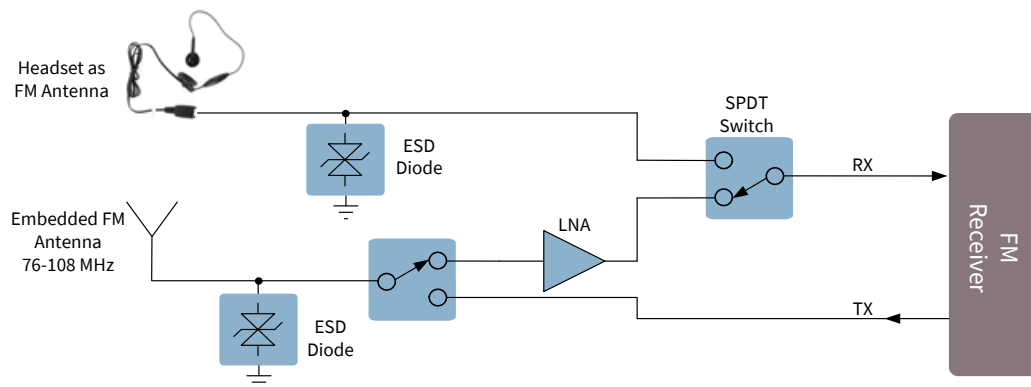 Headset as
FM Antenna
ESD
Diode
SPDT
Switch
RX
Embedded FM
Antenna
76-108 MHz
LNA
ESD
Diode
TX
FM
Receiver